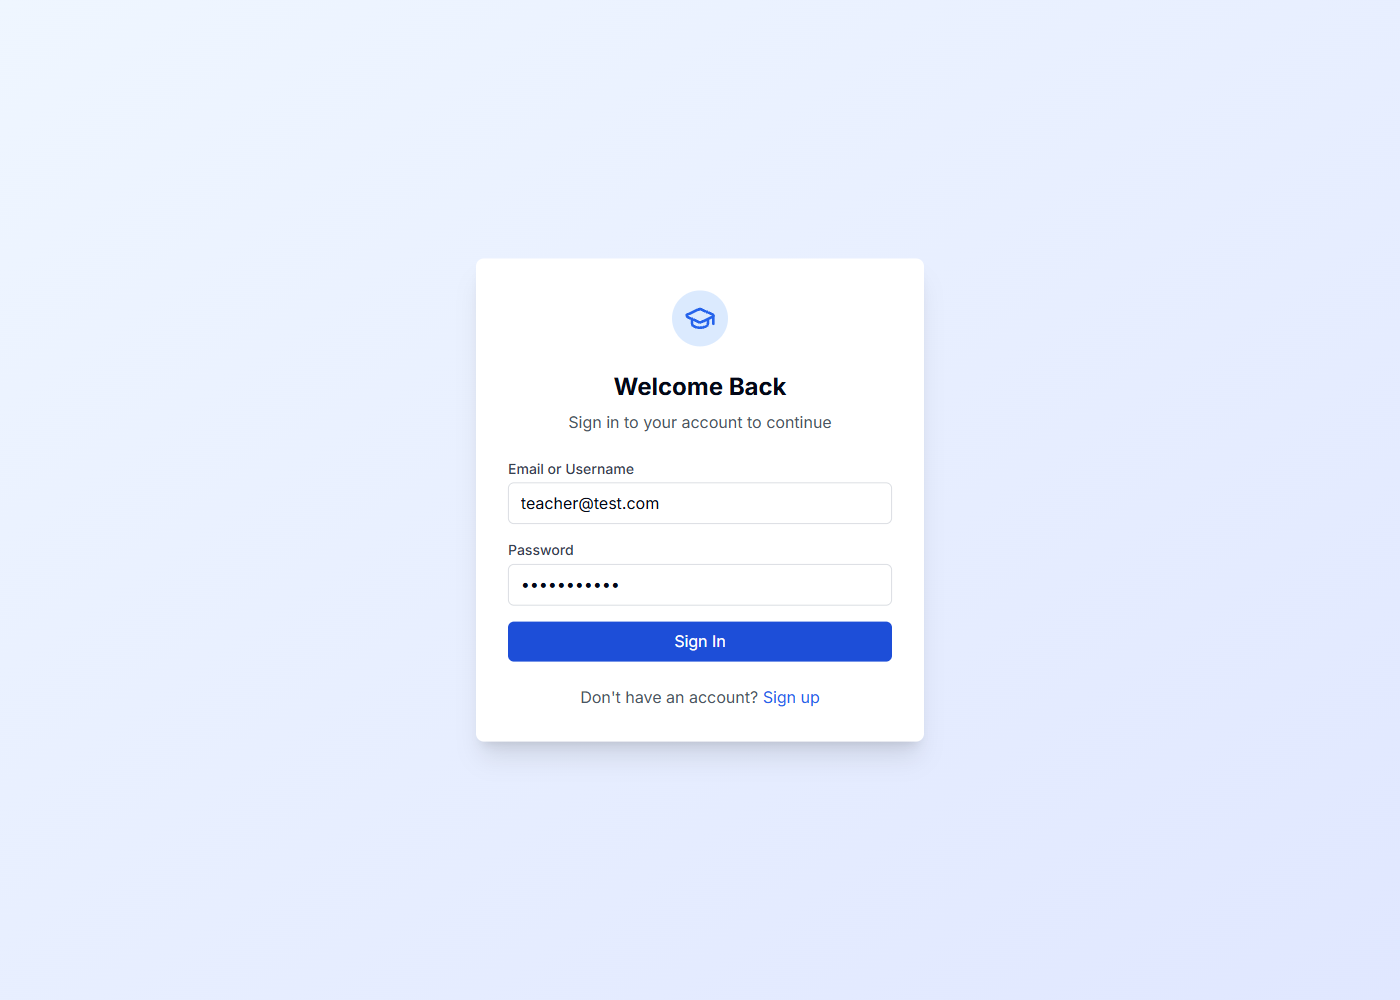 Welcome Back
Sign in to your account to continue
Email or Username
teacher@test.com
Password
•••••••••••
Sign In
Don't have an account? Sign up